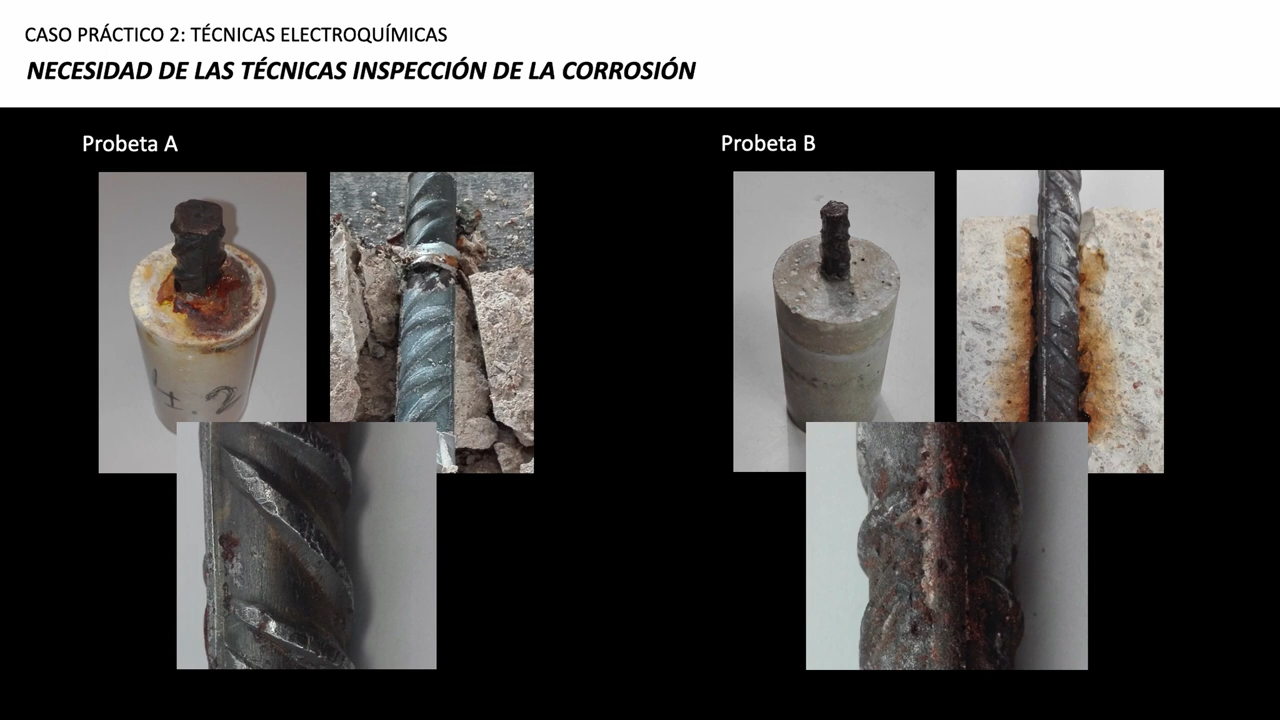 CASO PRÁCTICO 2: TÉCNICAS ELECTROQUÍMICAS
NECESIDAD DE LAS TÉCNICAS INSPECCIÓN DE LA CORROSIÓN
Probeta A
Probeta B